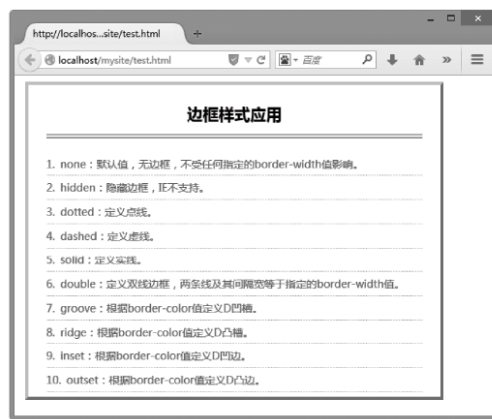 http://localhos...site/test.html
localhost/mysite/test.html
百度
边框样式应用
1. none：默认值，无边框，不受任何指定的border-width值影响。
2. hidden：隐藏边框，IE不支持。
3. dotted：定义点线。
4. dashed：定义虚线。
5. solid：定义实线。
6. double：定义双线边框，两条线及其间隔宽等于指定的border-width值。
7. groove：根据border-color值定义D凹槽。
8. ridge：根据border-color值定义D凸槽。
9. inset：根据border-color值定义D凹边。
10. outset：根据border-color值定义D凸边。